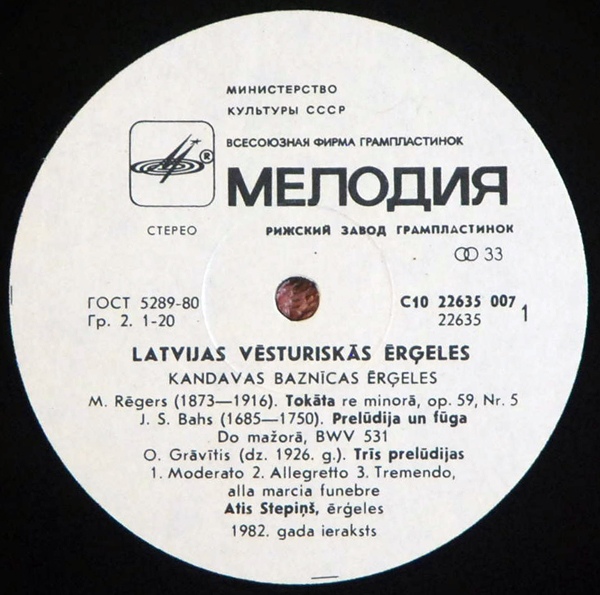 МИНИСТЕРСТВО
КУЛЬТУРЫ СССР
ВСЕСОЮЗНАЯ ФИРМА ГРАМПЛАСТИНОК
®
МЕЛОДИЯ
СТЕРЕО
РИЖСКИЙ ЗАВОД ГРАМПЛАСТИНОК
33
ГОСТ 5289-80
С10 22635 007
Гр. 2. 1-20
22635
1
LATVIJAS VĒSTURISKĀS ĒRĢELES
KANDAVAS BAZNĪCAS ĒRĢELES
M. Rēgers (1873—1916). Tokāta re minorā, op. 59, Nr. 5
J. S. Bahs (1685—1750). Prelūdija un fūga
Do mažorā, BWV 531
O. Grāvītis (dz. 1926. g.). Trīs prelūdijas
1. Moderato 2. Allegretto 3. Tremendo,
alla marcia funebre
Atis Stepiņš, ērģeles
1982. gada ieraksts